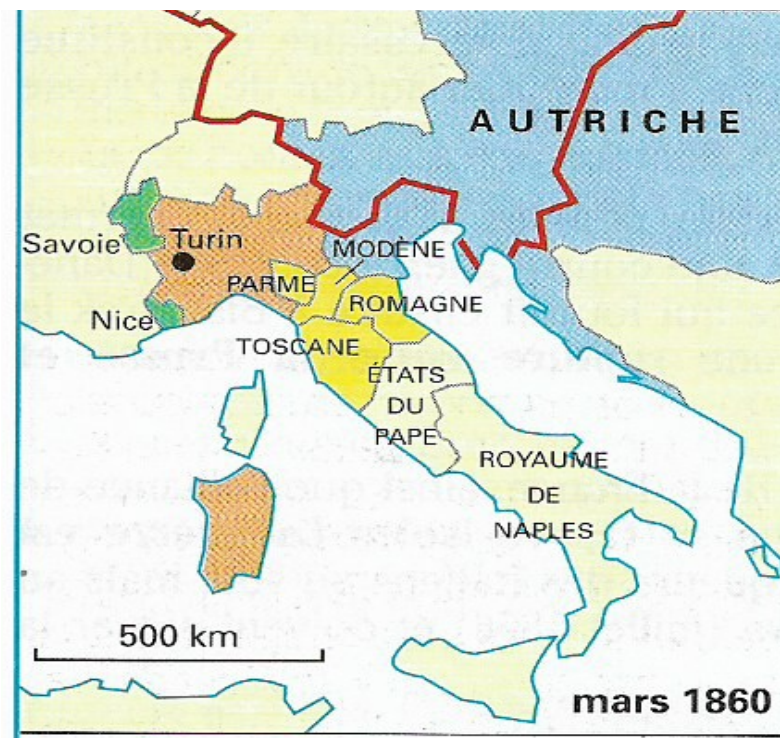 AUTRICHE
Savoie
Turin
MODÈNE
PARME
ROMAGNE
Nice
TOSCANE
ÉTATS
DU
PAPE
ROYAUME
DE
NAPLES
500 km
mars 1860